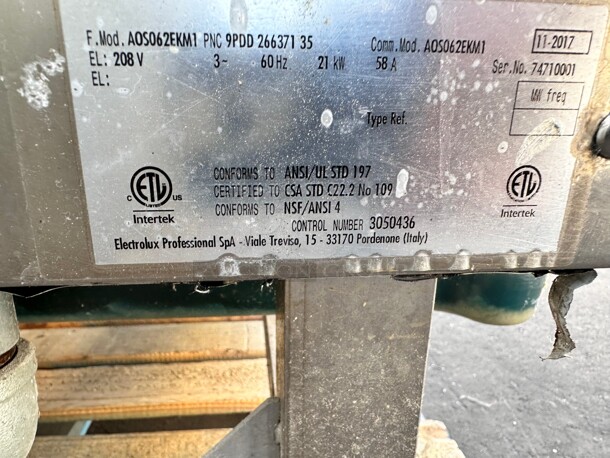 F.Mod. AOS062EKM1 PNC 9PDD 266371 35 Comm.Mod. AOS062EKM1 11-2017
EL: 208 V 3~ 60 Hz 21 kW 58 A Ser.No. 74710001
EL:
MW freq
Type Ref.
CONFORMS TO ANSI/UL STD 197
CERTIFIED TO CSA STD C22.2 No 109
CONFORMS TO NSF/ANSI 4
CONTROL NUMBER 3050436
C ETL US
LISTED
Intertek
ETL
Intertek
Electrolux Professional SpA - Viale Treviso, 15 - 33170 Pordenone (Italy)